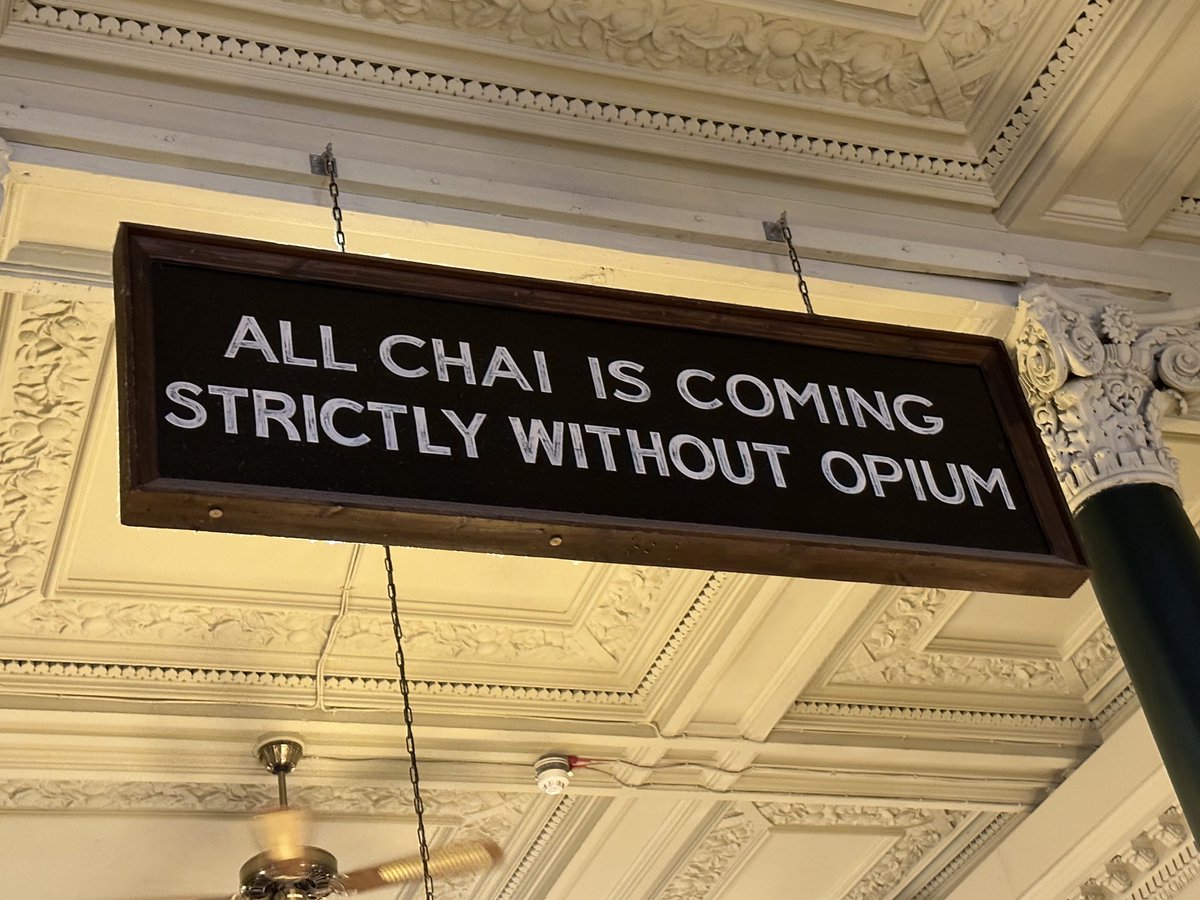 ALL CHAI IS COMING
STRICTLY WITHOUT OPIUM